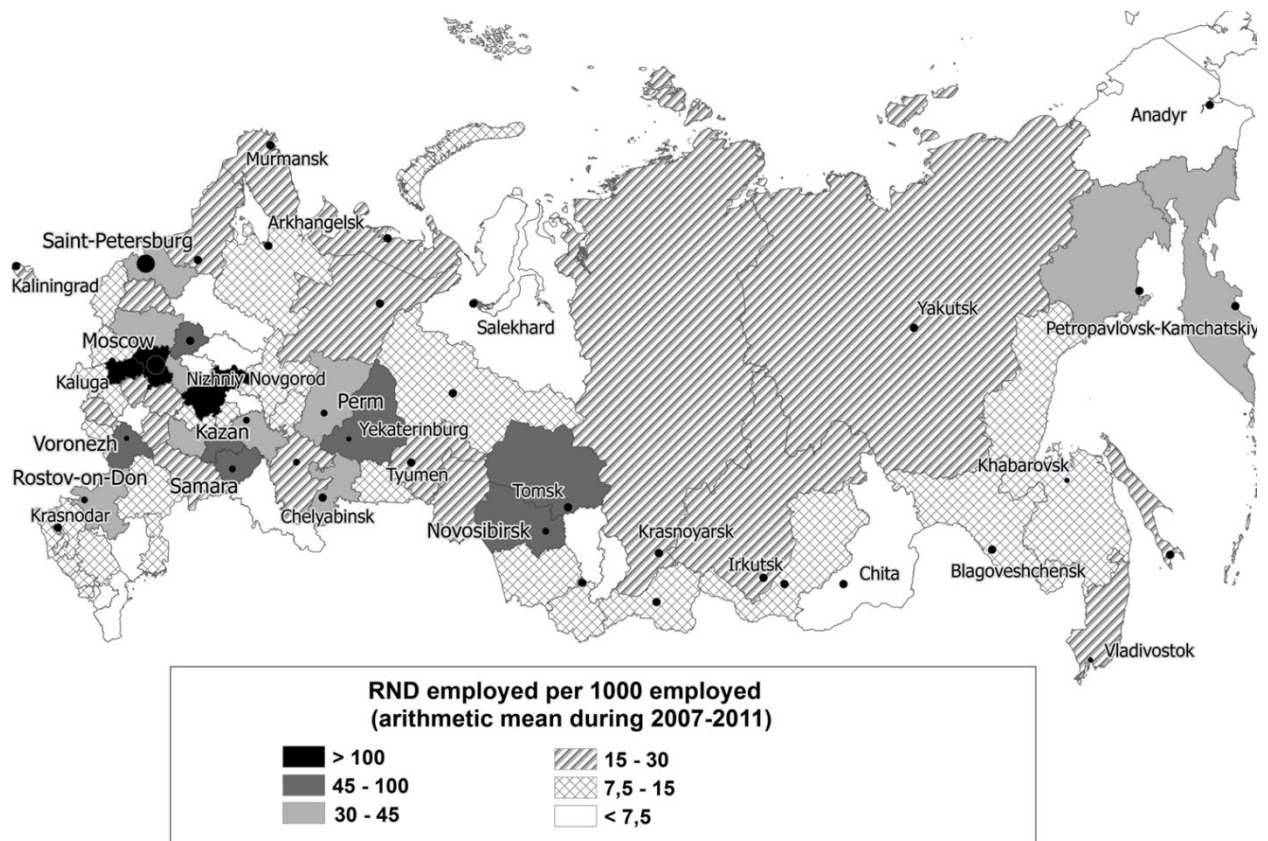 Anadyr
Murmansk
Arkhangelsk
Saint-Petersburg
Kaliningrad
Salekhard
Yakutsk
Petropavlovsk-Kamchatskiy
Moscow
Kaluga
Nizhniy Novgorod
Perm
Kazan
Yekaterinburg
Voronezh
Tyumen
Khabarovsk
Rostov-on-Don
Samara
Tomsk
Krasnodar
Chelyabinsk
Novosibirsk
Krasnoyarsk
Irkutsk
Chita
Blagoveshchensk
Vladivostok
RND employed per 1000 employed
(arithmetic mean during 2007-2011)
> 100
45 - 100
30 - 45
15 - 30
7,5 - 15
< 7,5